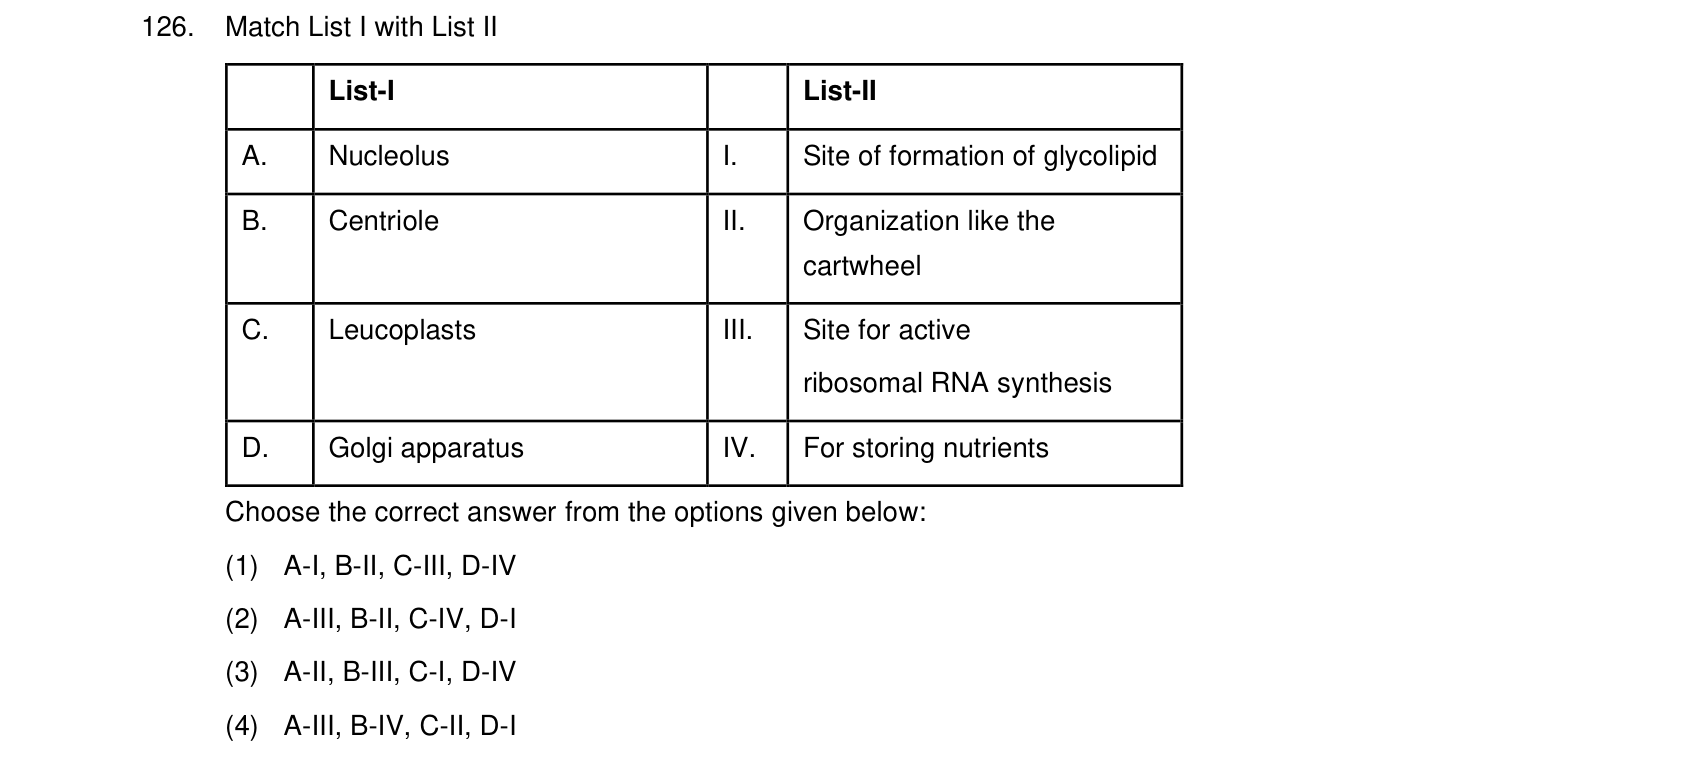 126. Match List I with List II
List-I List-II
A. Nucleolus I. Site of formation of glycolipid
B. Centriole II. Organization like the
cartwheel
C. Leucoplasts III. Site for active
ribosomal RNA synthesis
D. Golgi apparatus IV. For storing nutrients
Choose the correct answer from the options given below:
(1) A-I, B-II, C-III, D-IV
(2) A-III, B-II, C-IV, D-I
(3) A-II, B-III, C-I, D-IV
(4) A-III, B-IV, C-II, D-I